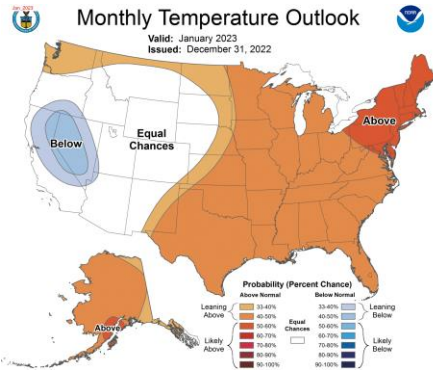 Jan. 2023
Monthly Temperature Outlook
Valid: January 2023
Issued: December 31, 2022
Equal
Chances
Below
Above
Above
Probability (Percent Chance)
Above Normal Below Normal
Leaning
Above
33-40% 33-40%
40-50% 40-50%
Leaning
Below
50-60% Equal 50-60%
60-70% Chances 60-70%
Likely
Above
70-80% 70-80%
80-90% 80-90%
90-100% 90-100%
Likely
Below